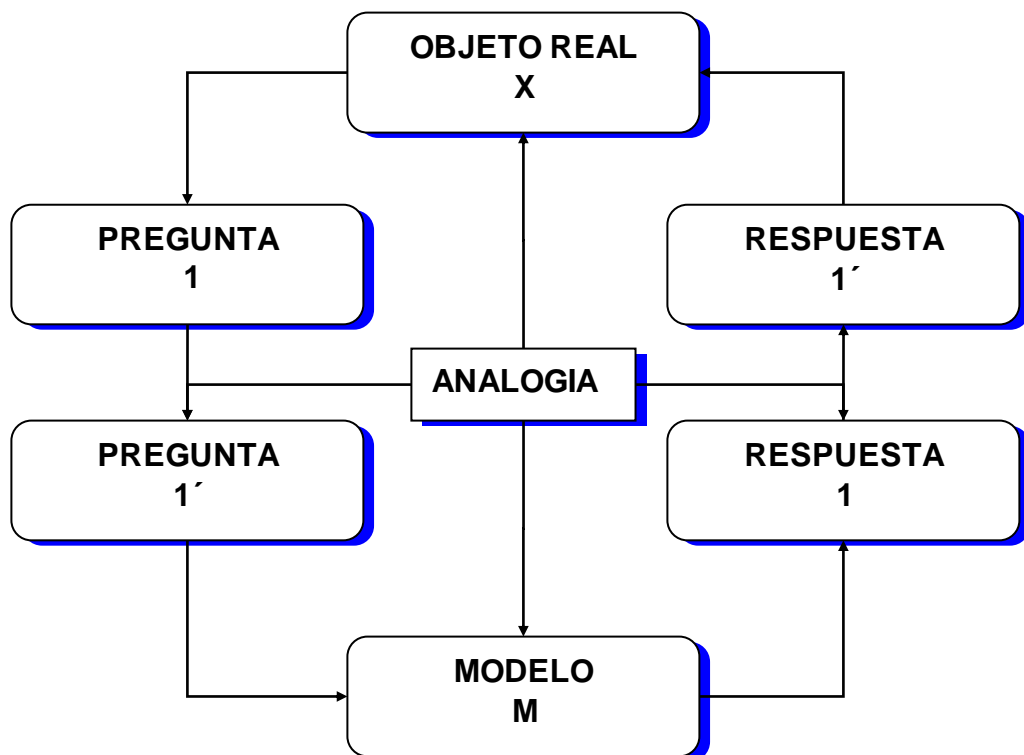 OBJETO REAL
X
PREGUNTA
1
RESPUESTA
1´
ANALOGIA
PREGUNTA
1´
RESPUESTA
1
MODELO
M